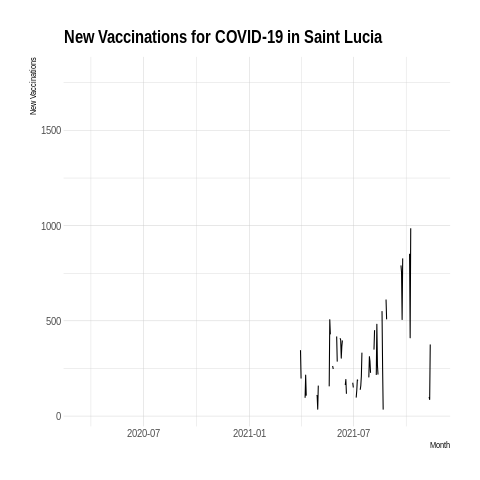 New Vaccinations for COVID-19 in Saint Lucia
New Vaccinations
1500
1000
500
0
2020-07 2021-01 2021-07
Month